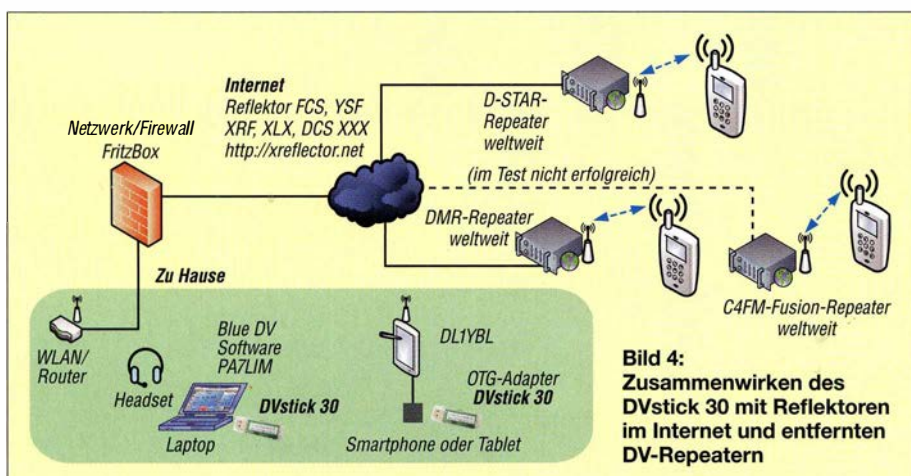 Internet
Reflektor FCS, YSF
XRF, XLX, DCS XXX
http://xreflector.net
Netzwerk/Firewall
FritzBox
D-STAR-
Repeater
weltweit
(im Test nicht erfolgreich)
DMR-Repeater
weltweit
C4FM-Fusion-Repeater
weltweit
Zu Hause
WLAN/
Router
Headset
Blue DV
Software
PA7LIM
DVstick 30
Laptop
DL1YBL
OTG-Adapter
DVstick 30
Smartphone oder Tablet
Bild 4:
Zusammenwirken des
DVstick 30 mit Reflektoren
im Internet und entfernten
DV-Repeatern